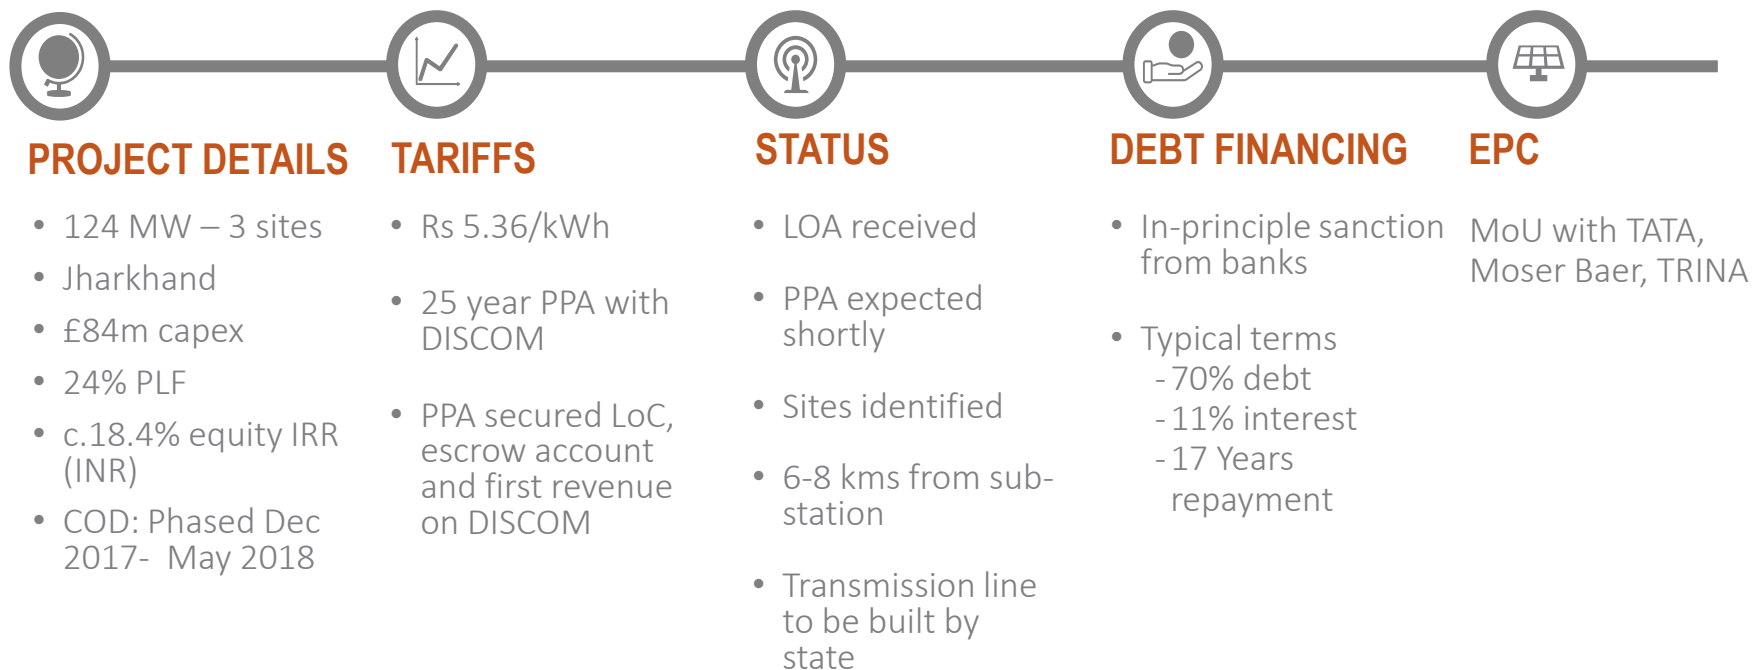 PROJECT DETAILS
• 124 MW – 3 sites
• Jharkhand
• £84m capex
• 24% PLF
• c.18.4% equity IRR
(INR)
• COD: Phased Dec
2017- May 2018
TARIFFS
• Rs 5.36/kWh
• 25 year PPA with
DISCOM
• PPA secured LoC,
escrow account
and first revenue
on DISCOM
STATUS
• LOA received
• PPA expected
shortly
• Sites identified
• 6-8 kms from sub-
station
• Transmission line
to be built by
state
DEBT FINANCING
• In-principle sanction
from banks
• Typical terms
- 70% debt
- 11% interest
- 17 Years
repayment
EPC
MoU with TATA,
Moser Baer, TRINA